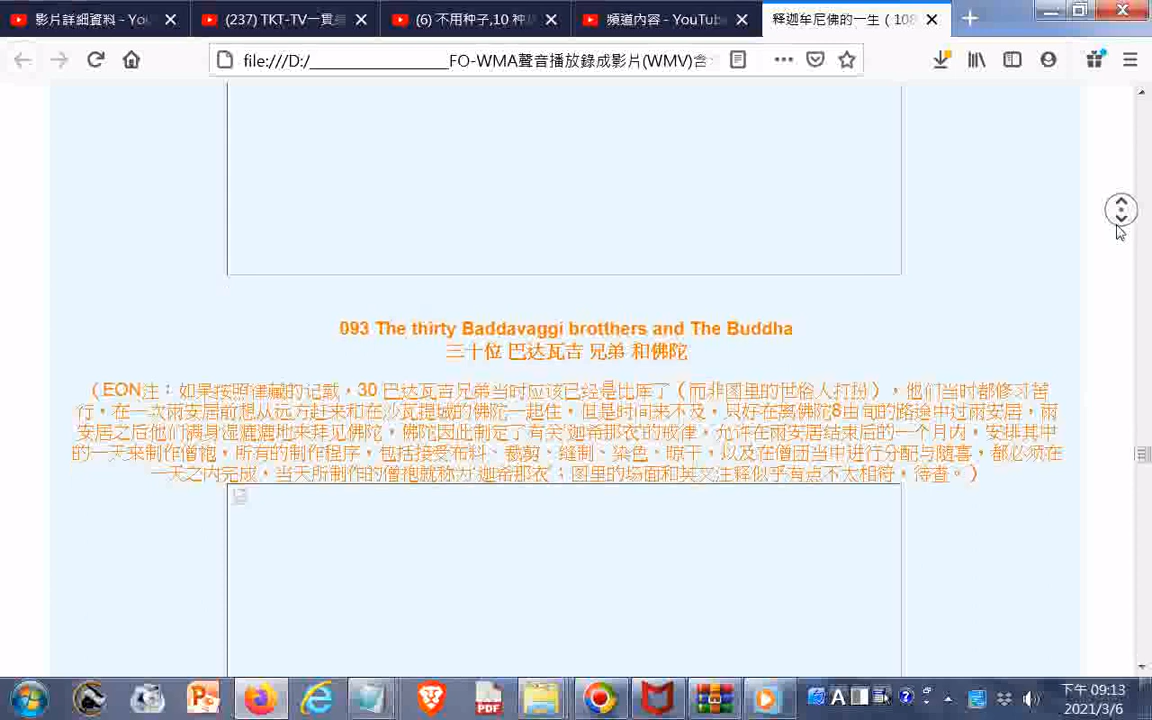 影片詳細資料 - You
(237) TKT-TV一貫
(6) 不用种子,10 种
頻道內容 - YouTub
释迦牟尼佛的一生（108
file:///D:/__________________FO-WMA聲音播放錄成影片(WMV)含
093 The thirty Baddavaggi brotthers and The Buddha
三十位 巴达瓦吉 兄弟 和佛陀
（EON注：如果按照律藏的记载，30 巴达瓦吉兄弟当时应该已经是比库了（而非图里的世俗人打扮），他们当时都修习苦
行，在一次雨安居前想从远方赶来和在沙瓦提城的佛陀一起住，但是时间来不及，只好在离佛陀6由旬的路途中过雨安居，雨
安居之后他们满身湿漉漉地来拜见佛陀，佛陀因此制定了有关‘迦希那衣’的戒律，允许在雨安居结束后的一个月内，安排其中
的一天来制作僧袍，所有的制作程序，包括接受布料、裁剪、缝制、染色、晾干，以及在僧团当中进行分配与随喜，都必须在
一天之内完成，当天所制作的僧袍就称为‘迦希那衣’；图里的场面和英文注释似乎有点不太相符，待查。）
下午 09:13
2021/3/6